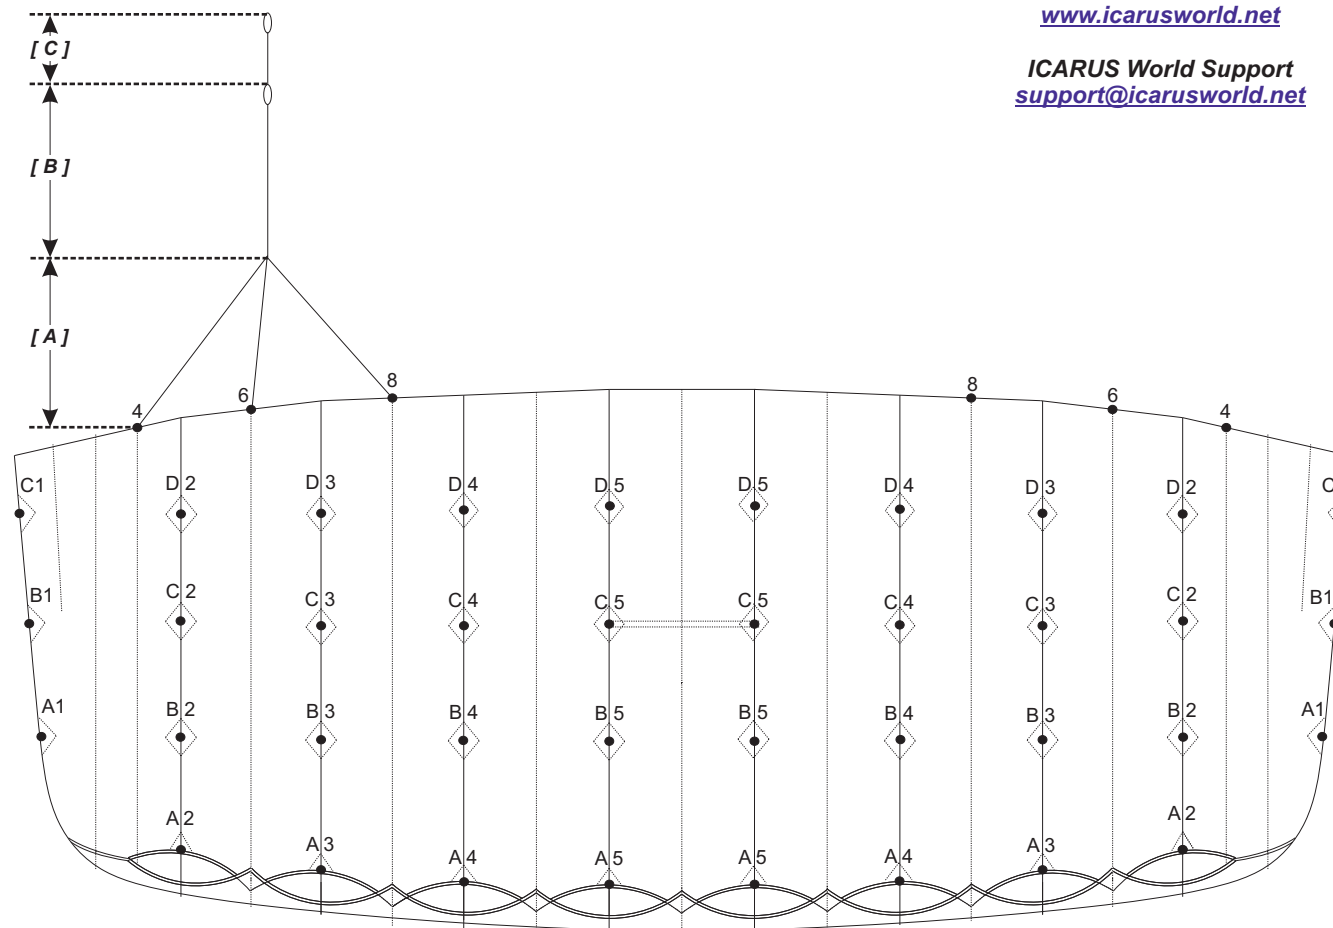 www.icarusworld.net
[ C ]
ICARUS World Support
support@icarusworld.net
[ B ]
[ A ]
8 8
4 6 6 4
C1 D 2 D 3 D 4 D 5 D 5 D 4 D 3 D 2 C
B1 C 2 C 3 C 4 C 5 C 5 C 4 C 3 C 2 B1
A1 B 2 B 3 B 4 B 5 B 5 B 4 B 3 B 2 A1
A 2 A 3 A 4 A 5 A 5 A 4 A 3 A 2